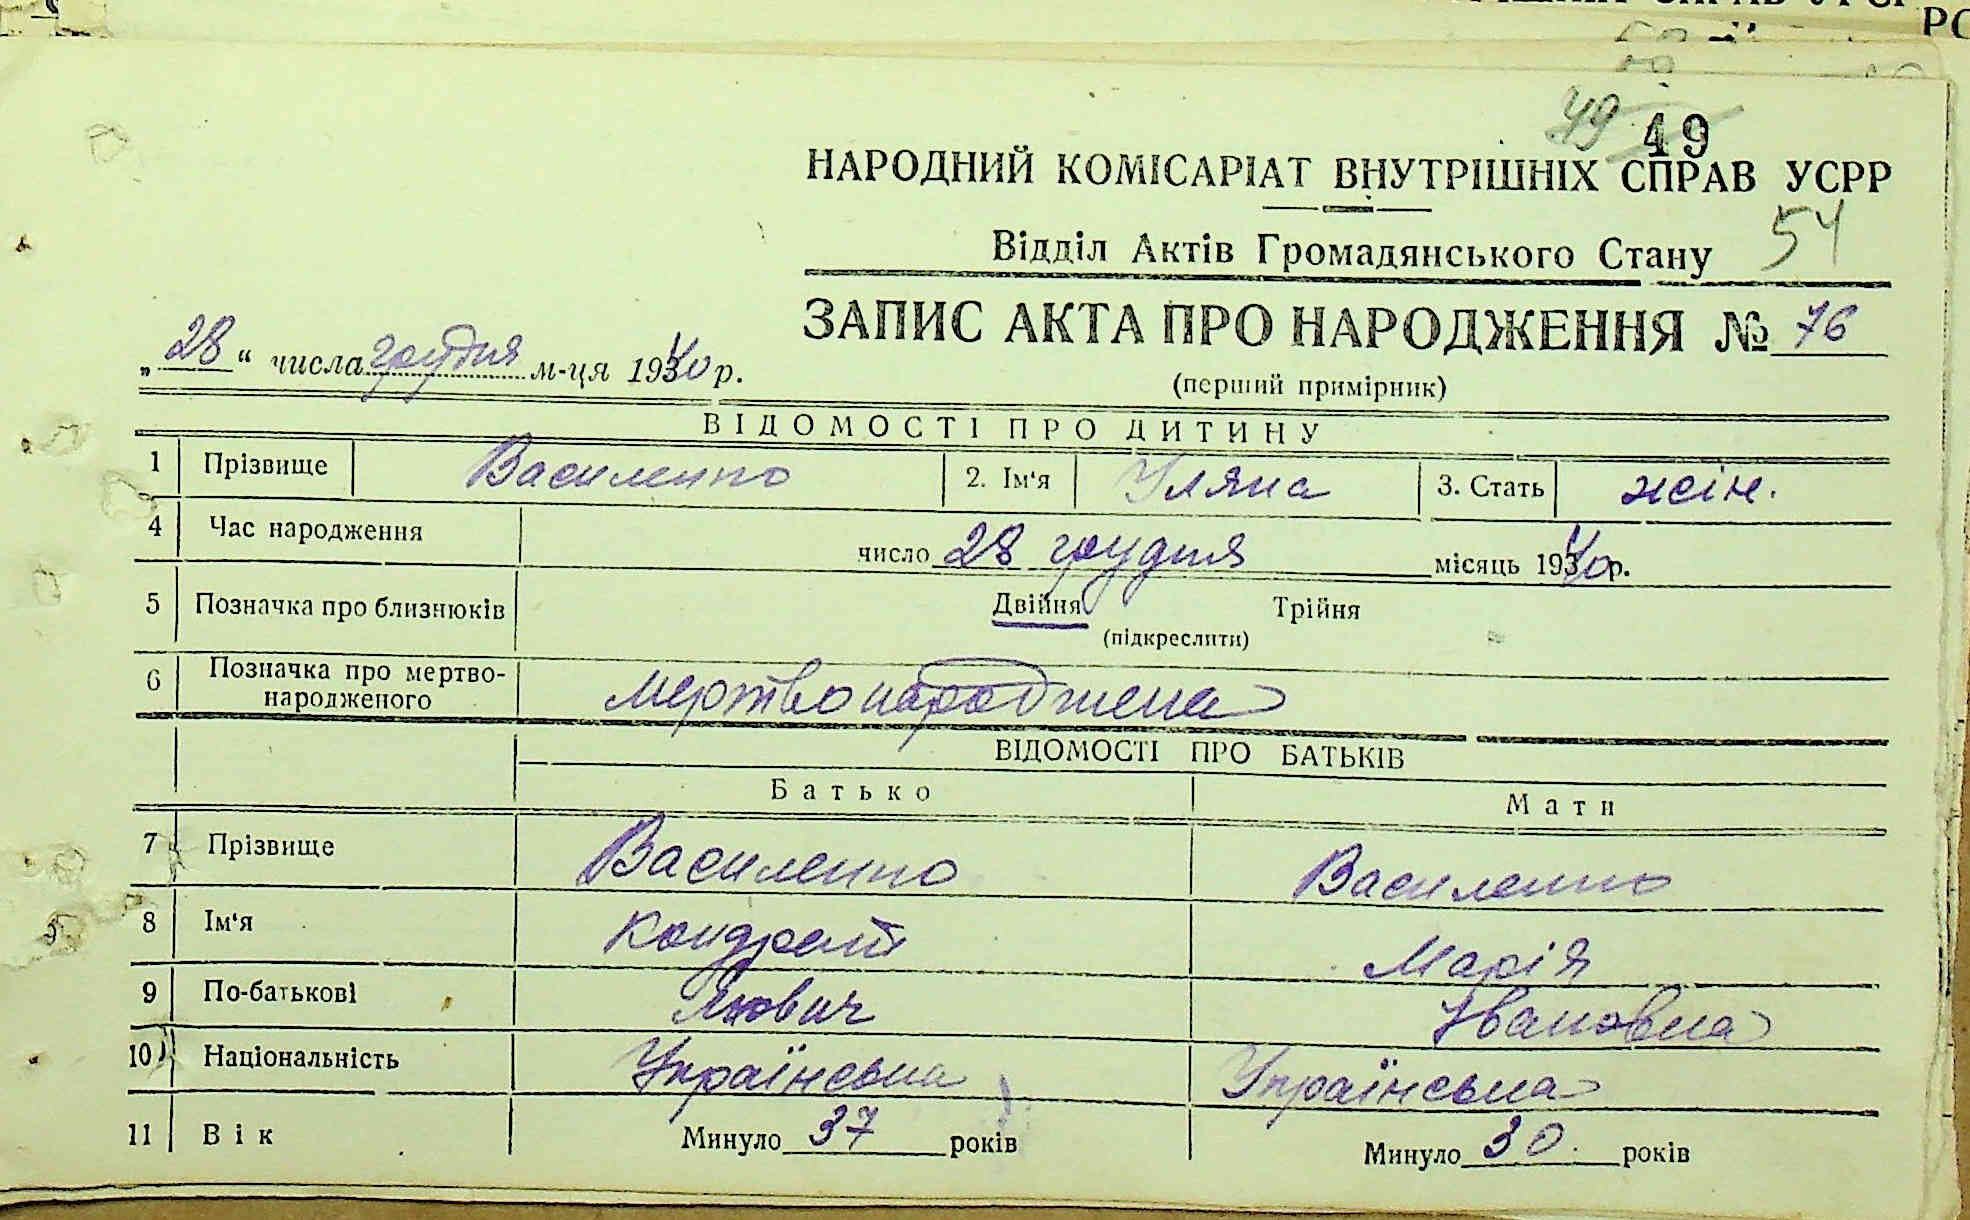 49 49
НАРОДНИЙ КОМІСАРІАТ ВНУТРІШНІХ СПРАВ УСРР
Відділ Актів Громадянського Стану 54
ЗАПИС АКТА ПРО НАРОДЖЕННЯ № 76
„28“ числа грудня м-ця 1940 р.
(перший примірник)
ВІДОМОСТІ ПРО ДИТИНУ
1 Прізвище Василенко 2. Ім'я Уляна 3. Стать жін.
4 Час народження число 28 грудня місяць 1940 р.
5 Позначка про близнюків Двійня Трійня
(підкреслити)
6 Позначка про мертво-
народженого мертвонароджена
ВІДОМОСТІ ПРО БАТЬКІВ
Батько Мати
7 Прізвище Василенко Василенко
8 Ім'я Кондрат Марія
9 По-батькові Івановна
10 Національність Українська Українська
11 Вік Минуло 37 років Минуло 30 років